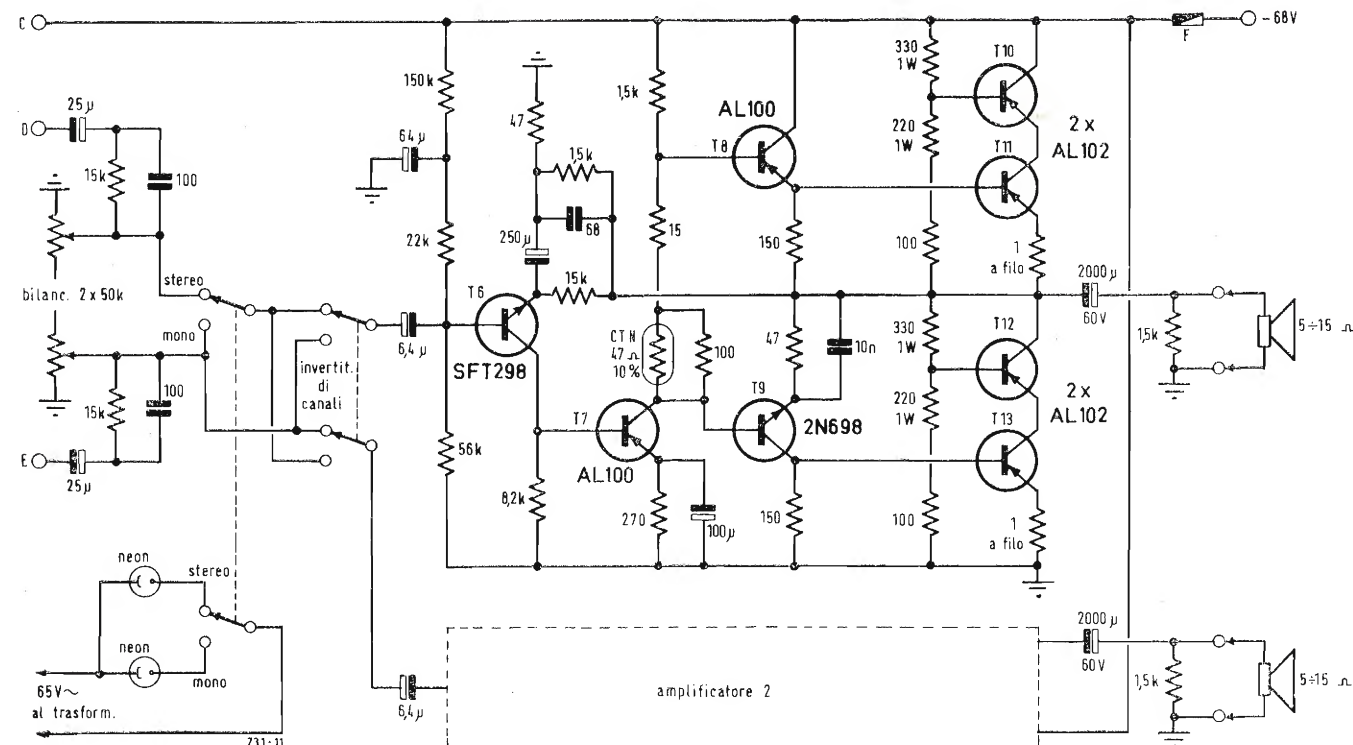 C
- 68V
F
330
1W
T10
150k
1,5k
25µ
47
AL100
D
64µ
220
1W
2 x
AL102
T8
T11
15k
100
1,5k
22k
68
15
150
100
1
a filo
250µ
stereo
15k
2000µ
60V
bilanc. 2 x 50k
T6
330
1W
T12
5÷15 Ω
mono
6,4µ
CTN
47 Ω
10%
100
47
10n
1,5k
SFT298
invertit.
di
canali
100
15k
T9
220
1W
2 x
AL102
T7
2N698
T13
56k
AL100
E
25µ
8,2k
270
100µ
150
100
1
a filo
neon
stereo
2000µ
60V
neon
mono
65V~
al trasform.
6,4µ
amplificatore 2
1,5k
5÷15 Ω
731-11